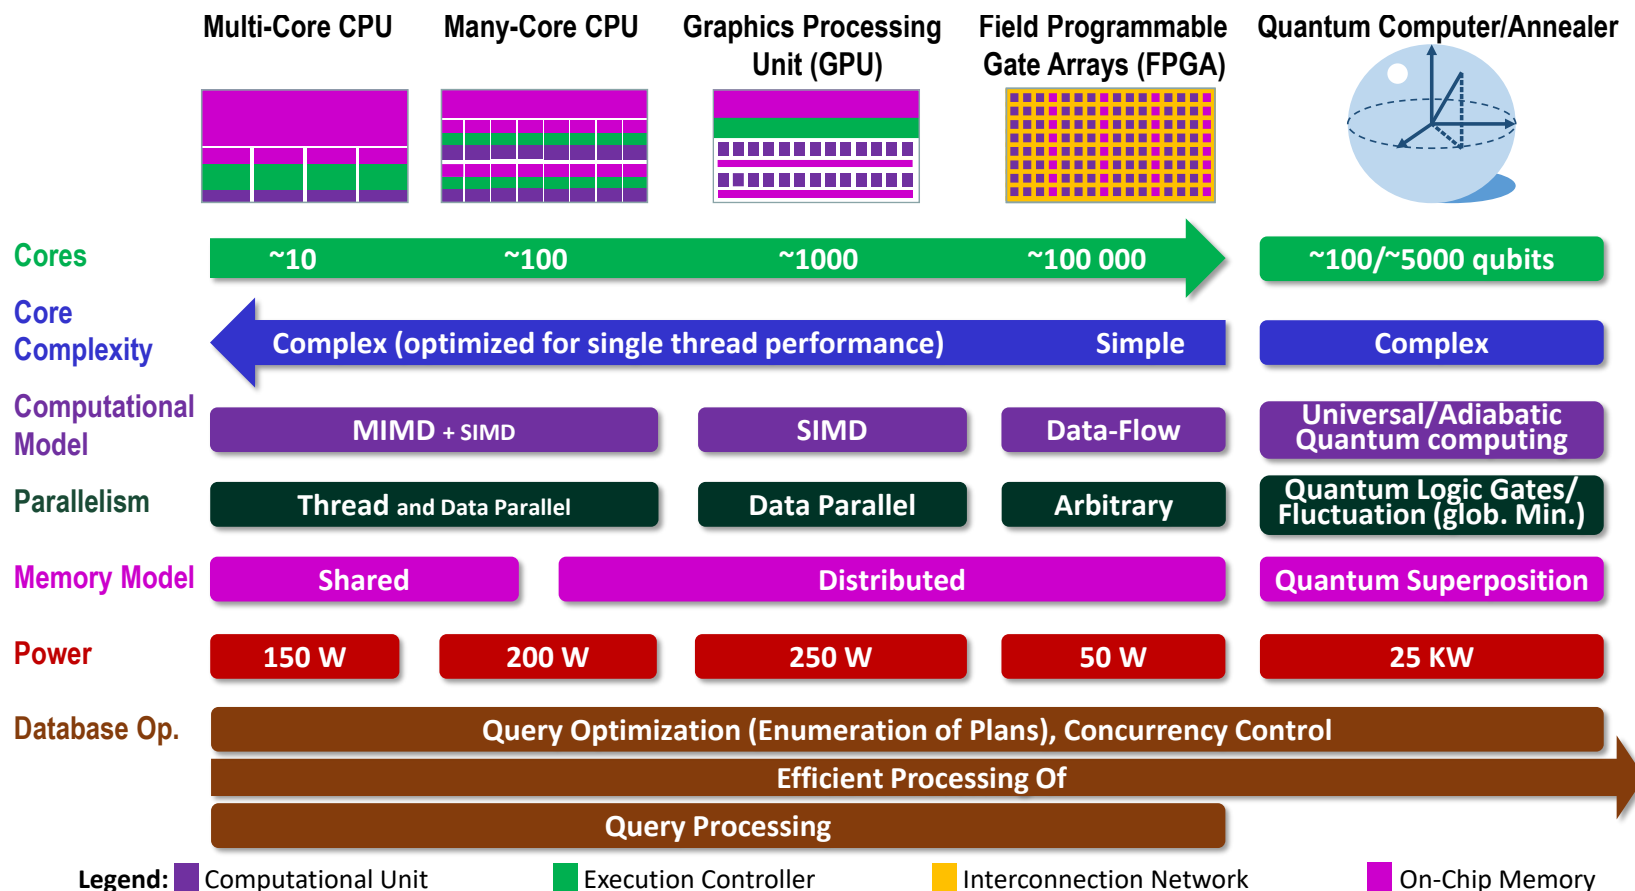 Multi-Core CPU
Many-Core CPU
Graphics Processing
Unit (GPU)
Field Programmable
Gate Arrays (FPGA)
Quantum Computer/Annealer
Cores
~10
~100
~1000
~100 000
~100/~5000 qubits
Core
Complexity
Complex (optimized for single thread performance)
Simple
Complex
Computational
Model
MIMD + SIMD
SIMD
Data-Flow
Universal/Adiabatic
Quantum computing
Parallelism
Thread and Data Parallel
Data Parallel
Arbitrary
Quantum Logic Gates/
Fluctuation (glob. Min.)
Memory Model
Shared
Distributed
Quantum Superposition
Power
150 W
200 W
250 W
50 W
25 KW
Database Op.
Query Optimization (Enumeration of Plans), Concurrency Control
Efficient Processing Of
Query Processing
Legend:
Computational Unit
Execution Controller
Interconnection Network
On-Chip Memory